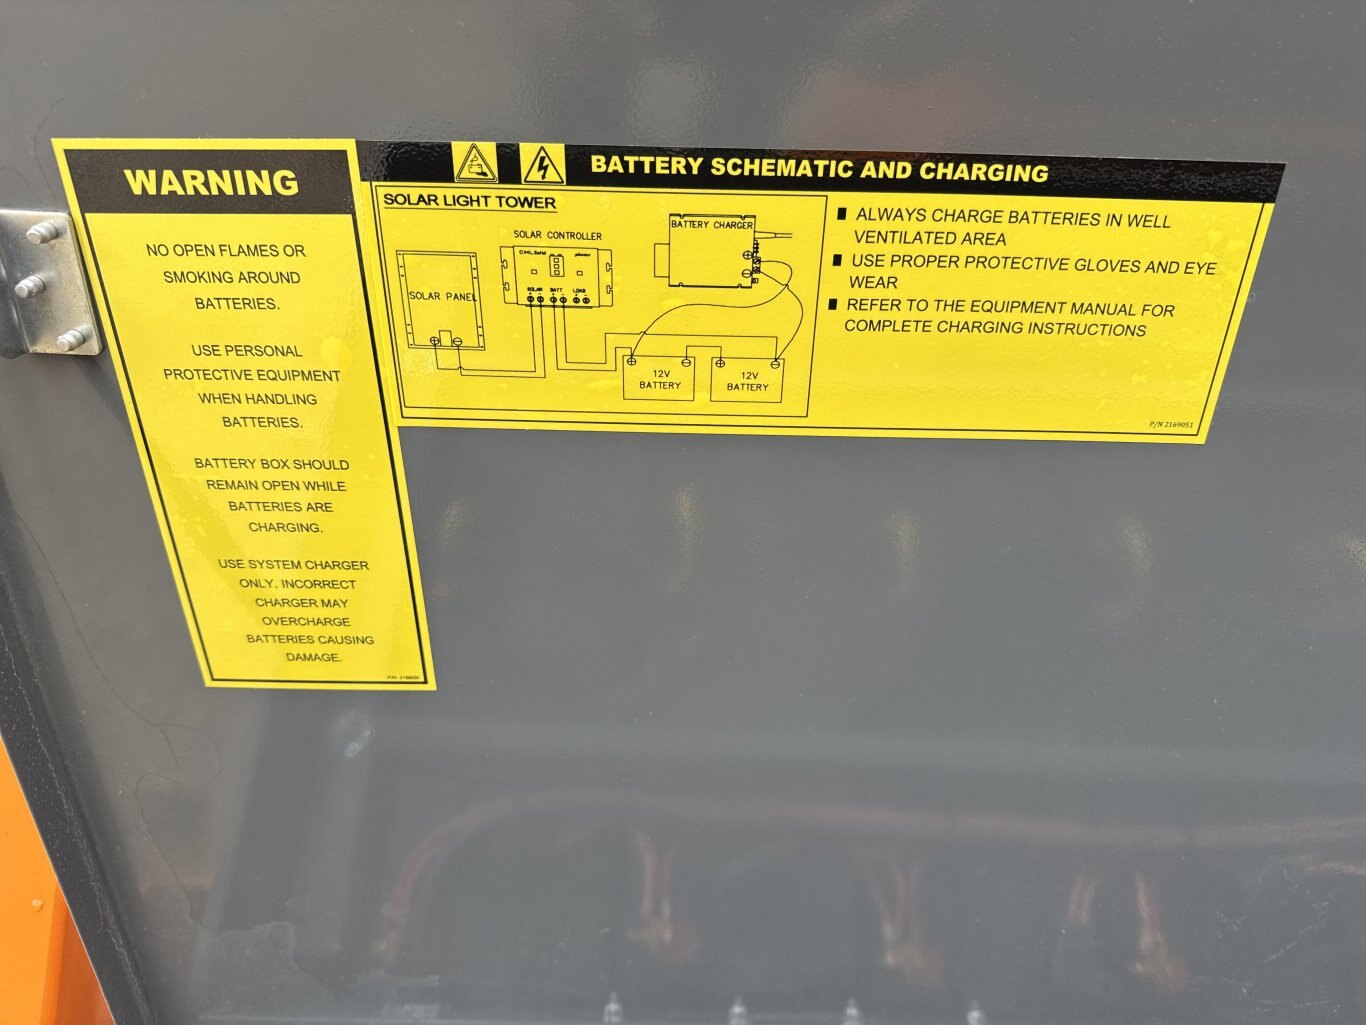 WARNING
NO OPEN FLAMES OR
SMOKING AROUND
BATTERIES.
USE PERSONAL
PROTECTIVE EQUIPMENT
WHEN HANDLING
BATTERIES.
BATTERY BOX SHOULD
REMAIN OPEN WHILE
BATTERIES ARE
CHARGING.
USE SYSTEM CHARGER
ONLY. INCORRECT
CHARGER MAY
OVERCHARGE
BATTERIES CAUSING
DAMAGE.
BATTERY SCHEMATIC AND CHARGING
SOLAR LIGHT TOWER
SOLAR CONTROLLER
SOLAR BATT LOAD
SOLAR PANEL
BATTERY CHARGER
12V
BATTERY
12V
BATTERY
■ ALWAYS CHARGE BATTERIES IN WELL
VENTILATED AREA
■ USE PROPER PROTECTIVE GLOVES AND EYE
WEAR
■ REFER TO THE EQUIPMENT MANUAL FOR
COMPLETE CHARGING INSTRUCTIONS
P/N 2169051